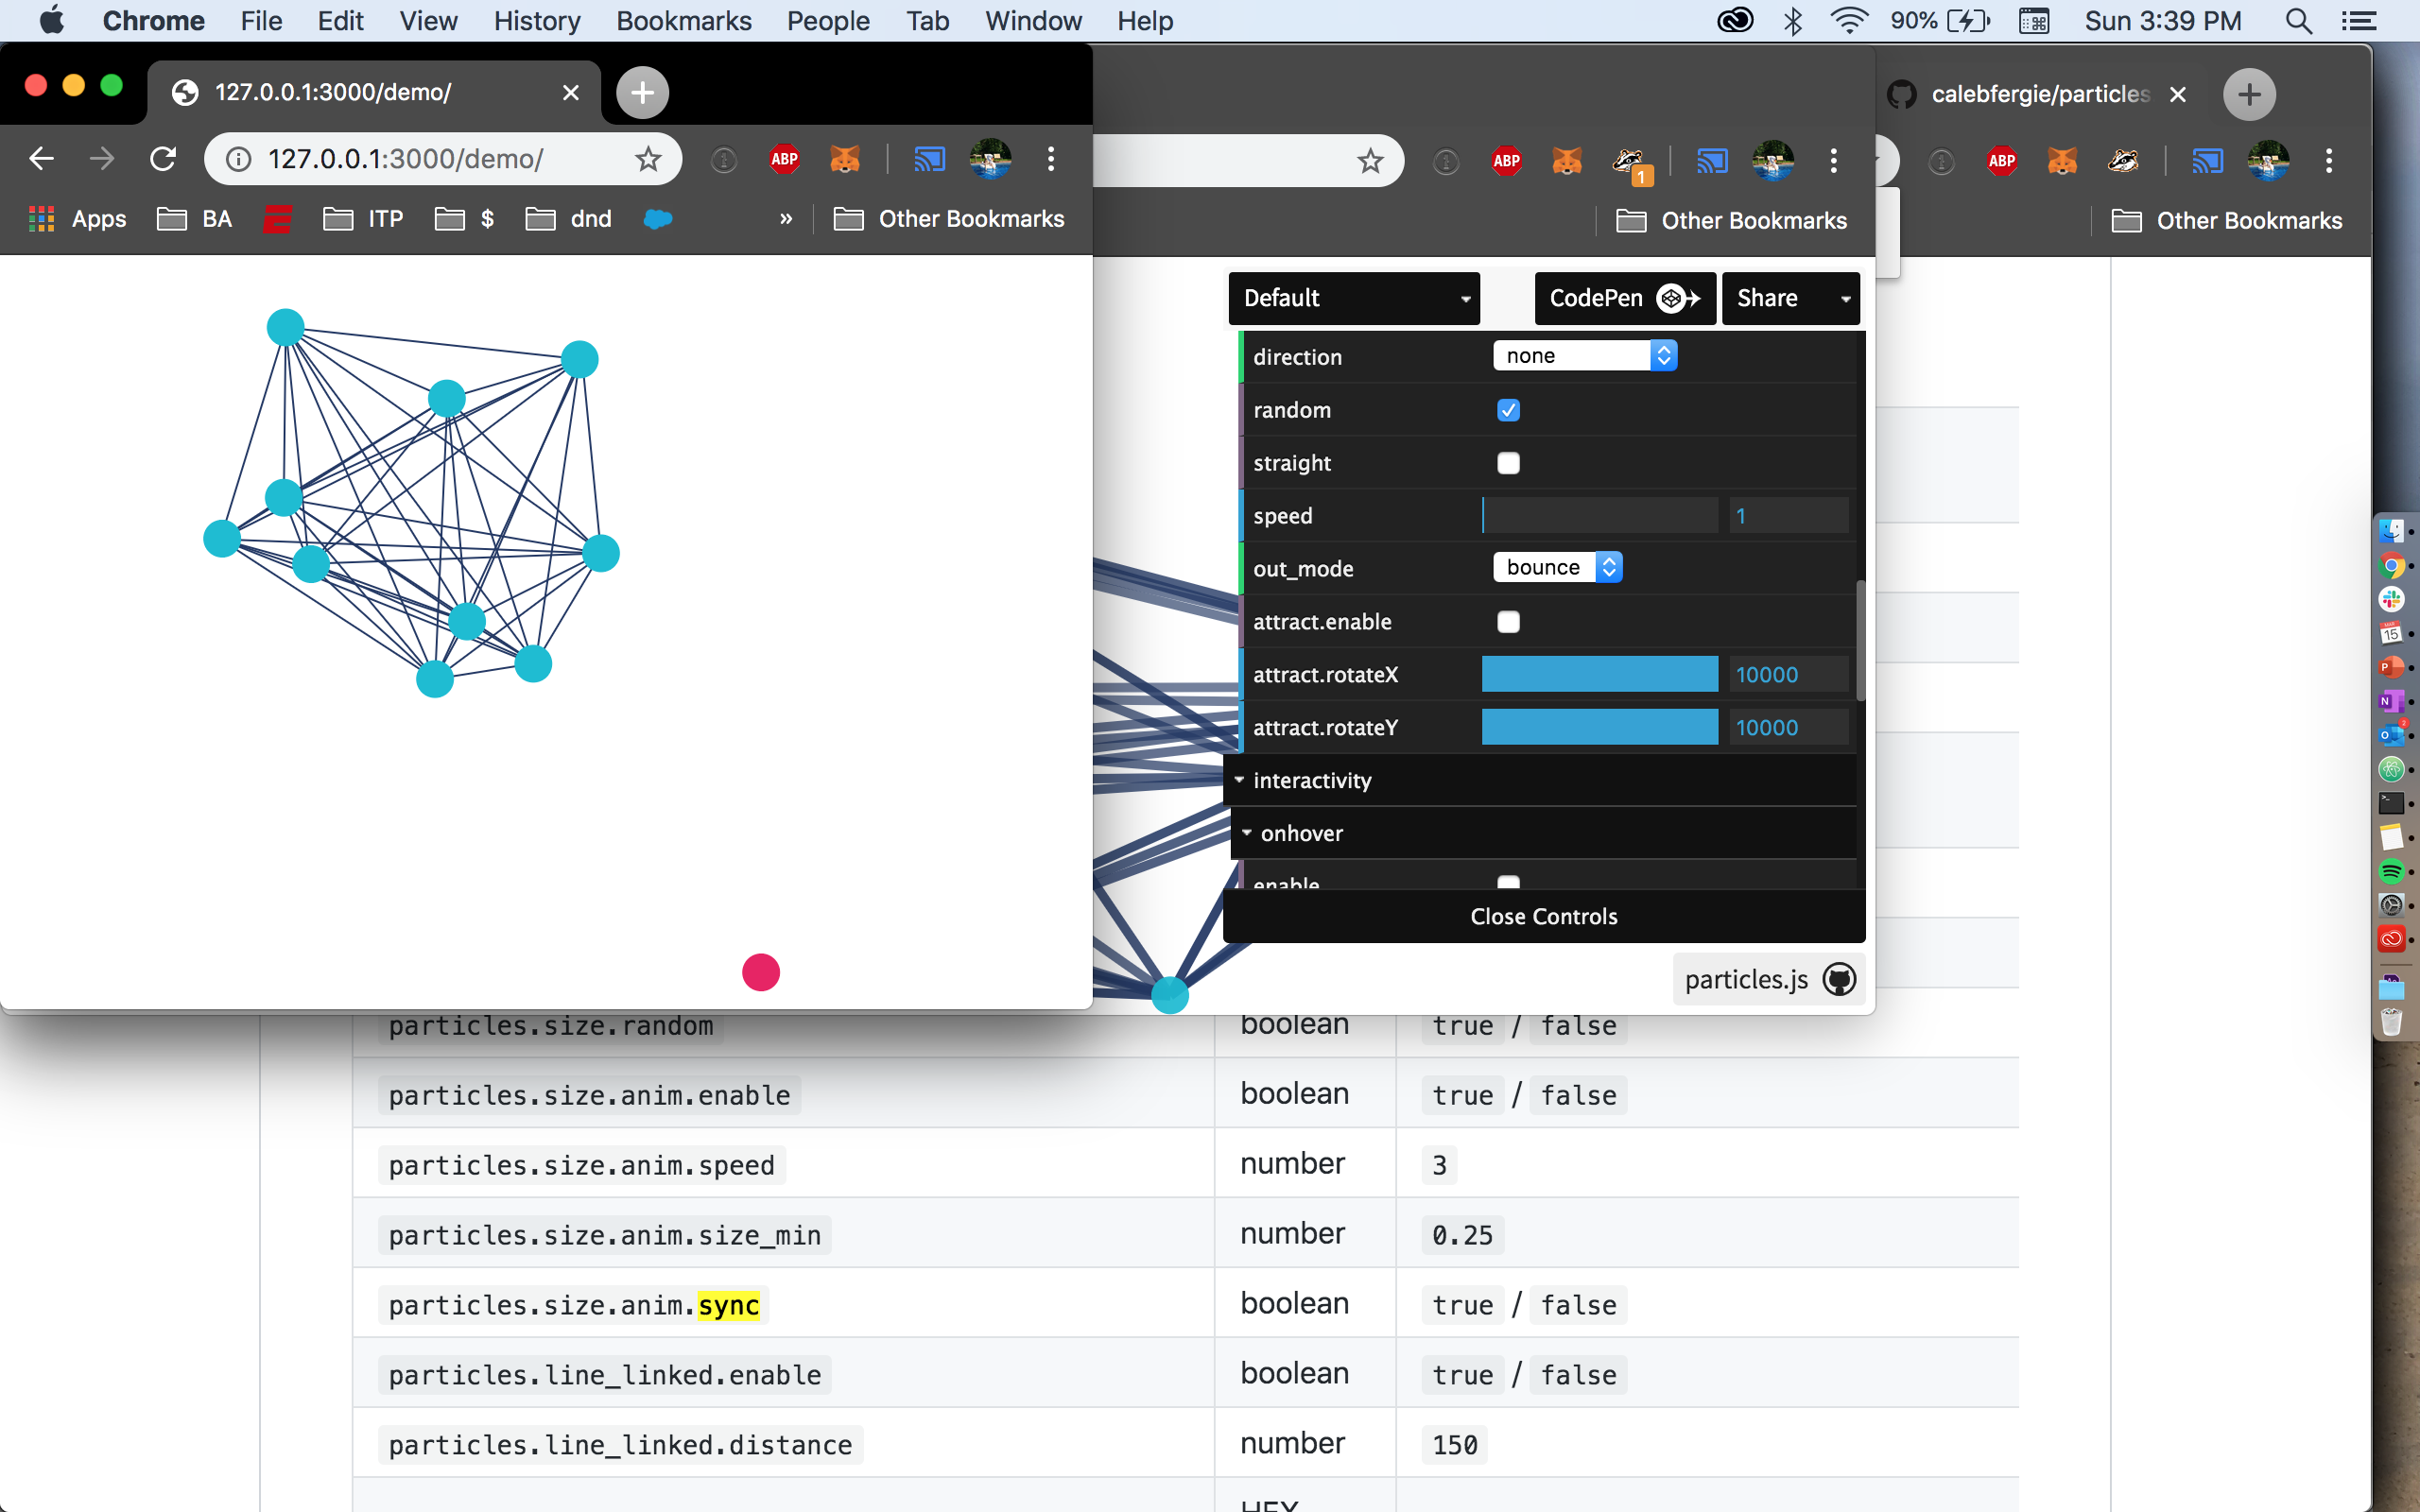 Chrome File Edit View History Bookmarks People Tab Window Help 90% Sun 3:39 PM
127.0.0.1:3000/demo/
calebfergie/particles
127.0.0.1:3000/demo/
ABP
ABP
1
ABP
Apps BA ITP $ dnd » Other Bookmarks
Other Bookmarks
Other Bookmarks
Default CodePen Share
direction none
random
straight
speed 1
out_mode bounce
attract.enable
attract.rotateX 10000
attract.rotateY 10000
interactivity
onhover
enable
Close Controls
particles.js
particles.size.random boolean true / false
particles.size.anim.enable boolean true / false
particles.size.anim.speed number 3
particles.size.anim.size_min number 0.25
particles.size.anim.sync boolean true / false
particles.line_linked.enable boolean true / false
particles.line_linked.distance number 150
HEX